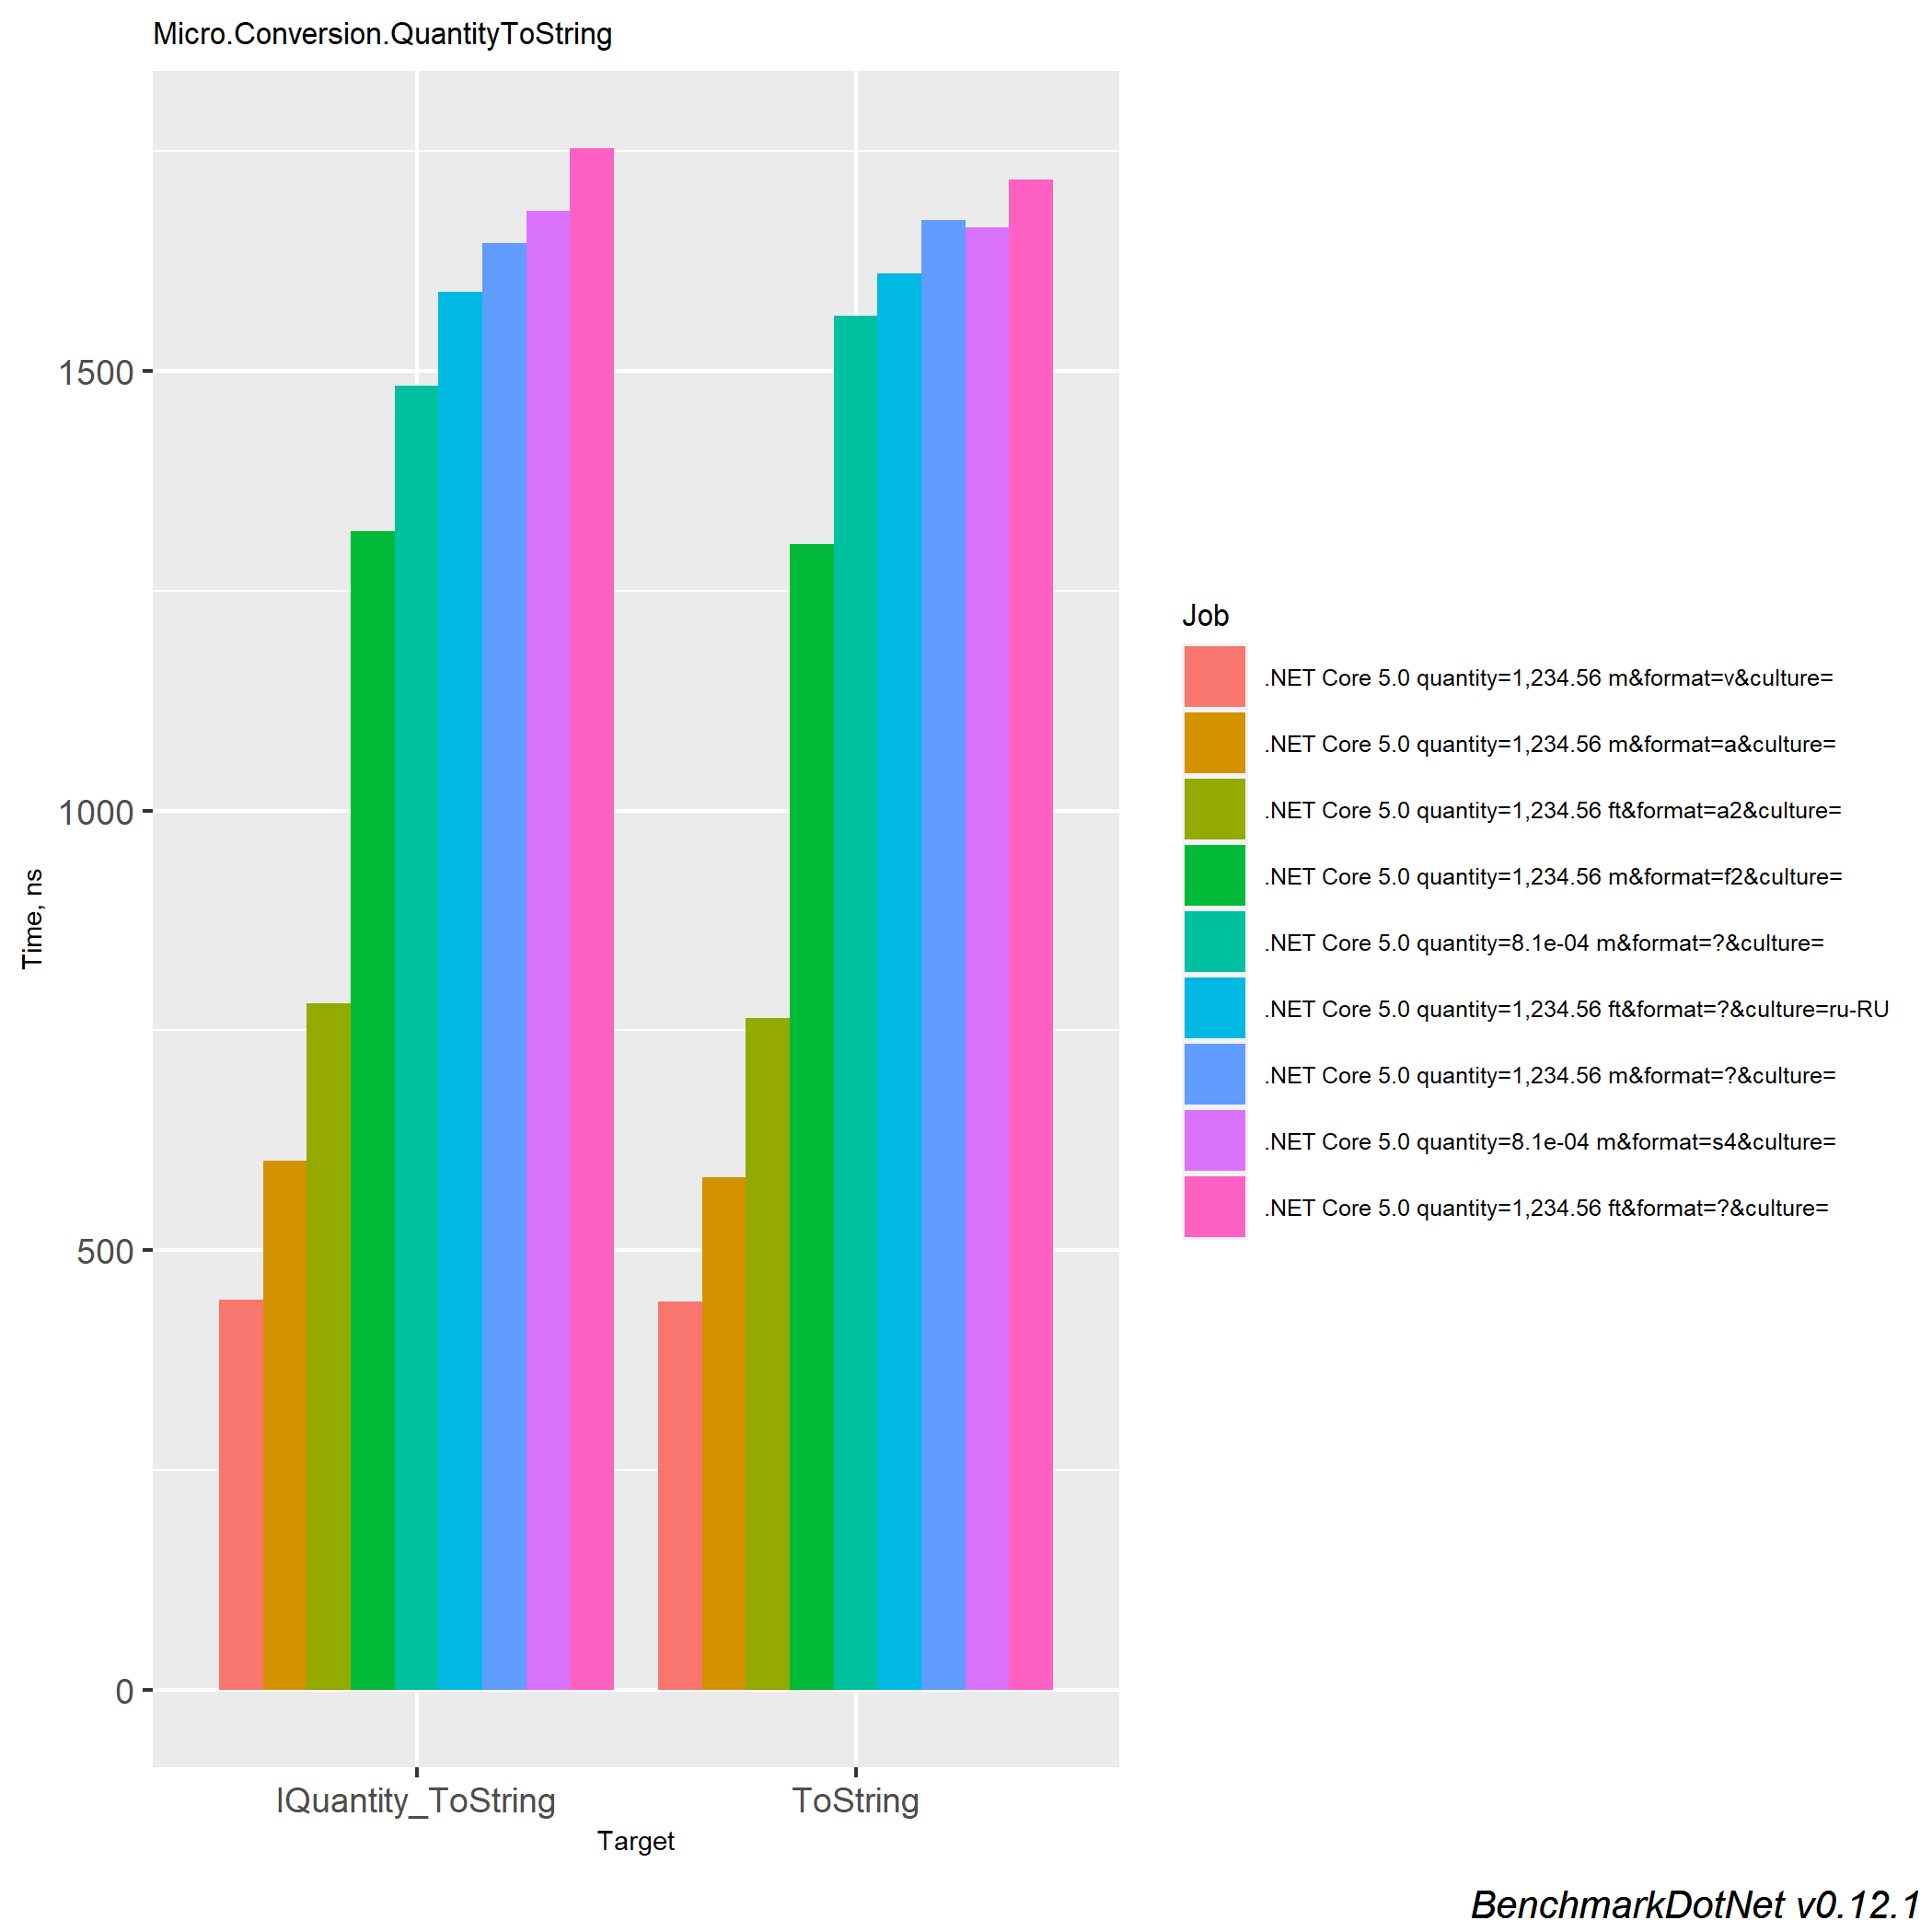 Micro.Conversion.QuantityToString
1500
1000
500
0
Time, ns
IQuantity_ToString
ToString
Target
Job
.NET Core 5.0 quantity=1,234.56 m&format=v&culture=
.NET Core 5.0 quantity=1,234.56 m&format=a&culture=
.NET Core 5.0 quantity=1,234.56 ft&format=a2&culture=
.NET Core 5.0 quantity=1,234.56 m&format=f2&culture=
.NET Core 5.0 quantity=8.1e-04 m&format=?&culture=
.NET Core 5.0 quantity=1,234.56 ft&format=?&culture=ru-RU
.NET Core 5.0 quantity=1,234.56 m&format=?&culture=
.NET Core 5.0 quantity=8.1e-04 m&format=s4&culture=
.NET Core 5.0 quantity=1,234.56 ft&format=?&culture=
BenchmarkDotNet v0.12.1